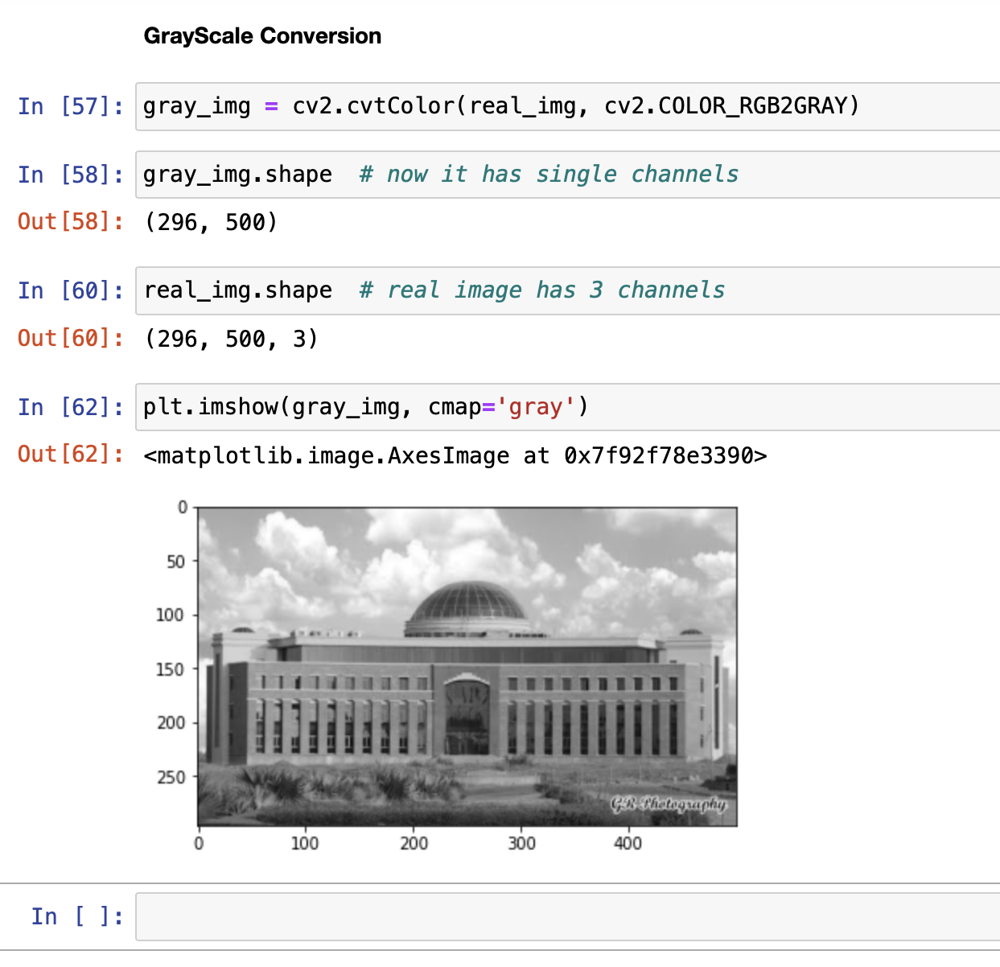 GrayScale Conversion
In [57]: gray_img = cv2.cvtColor(real_img, cv2.COLOR_RGB2GRAY)
In [58]: gray_img.shape  # now it has single channels
Out[58]: (296, 500)
In [60]: real_img.shape  # real image has 3 channels
Out[60]: (296, 500, 3)
In [62]: plt.imshow(gray_img, cmap='gray')
Out[62]: <matplotlib.image.AxesImage at 0x7f92f78e3390>
0
50
100
150
200
250
GR Photography
0 100 200 300 400
In [ ]: